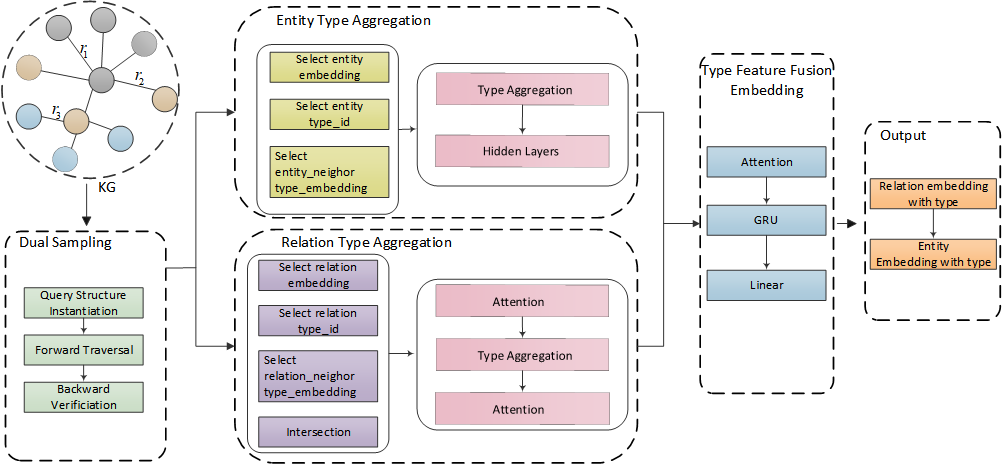 r1
r2
r3
KG
Dual Sampling
Query Structure
Instantiation
Forward Traversal
Backward
Verificiation
Entity Type Aggregation
Select entity
embedding
Select entity
type_id
Select
entity_neighor
type_embedding
Type Aggregation
Hidden Layers
Relation Type Aggregation
Select relation
embedding
Select relation
type_id
Select
relation_neighor
type_embedding
Intersection
Attention
Type Aggregation
Attention
Type Feature Fusion
Embedding
Attention
GRU
Linear
Output
Relation embedding
with type
Entity
Embedding with type